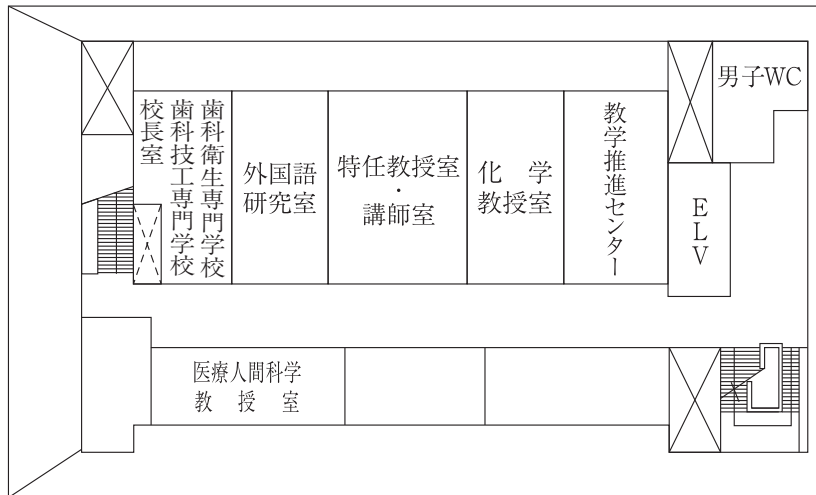 歯科衛生専門学校
歯科技工専門学校
校長室
外国語
研究室
特任教授室
・
講師室
化 学
教授室
教学推進センター
男子WC
ELV
医療人間科学
教 授 室